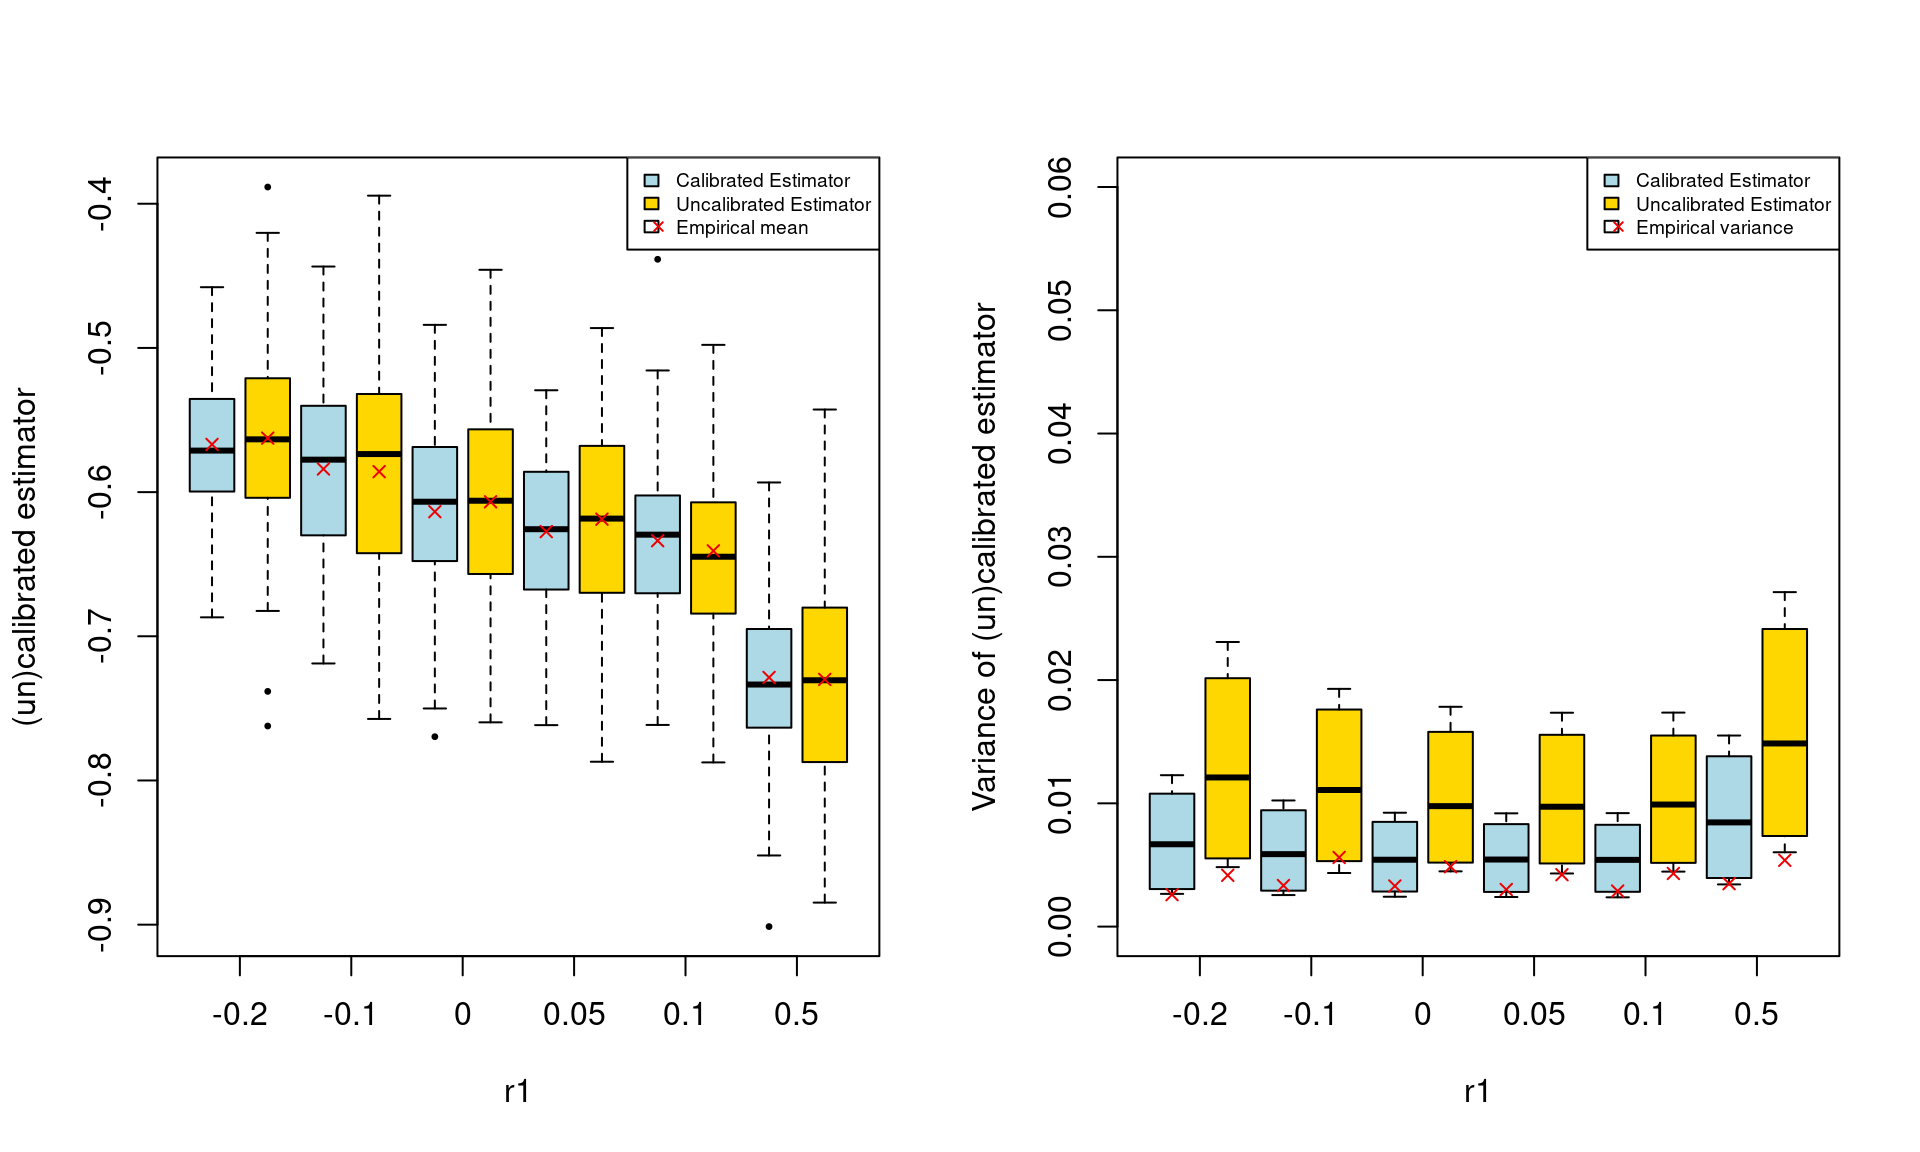 (un)calibrated estimator
-0.4
-0.5
-0.6
-0.7
-0.8
-0.9
Calibrated Estimator
Uncalibrated Estimator
Empirical mean
-0.2 -0.1 0 0.05 0.1 0.5
r1
Variance of (un)calibrated estimator
0.06
0.05
0.04
0.03
0.02
0.01
0.00
Calibrated Estimator
Uncalibrated Estimator
Empirical variance
-0.2 -0.1 0 0.05 0.1 0.5
r1